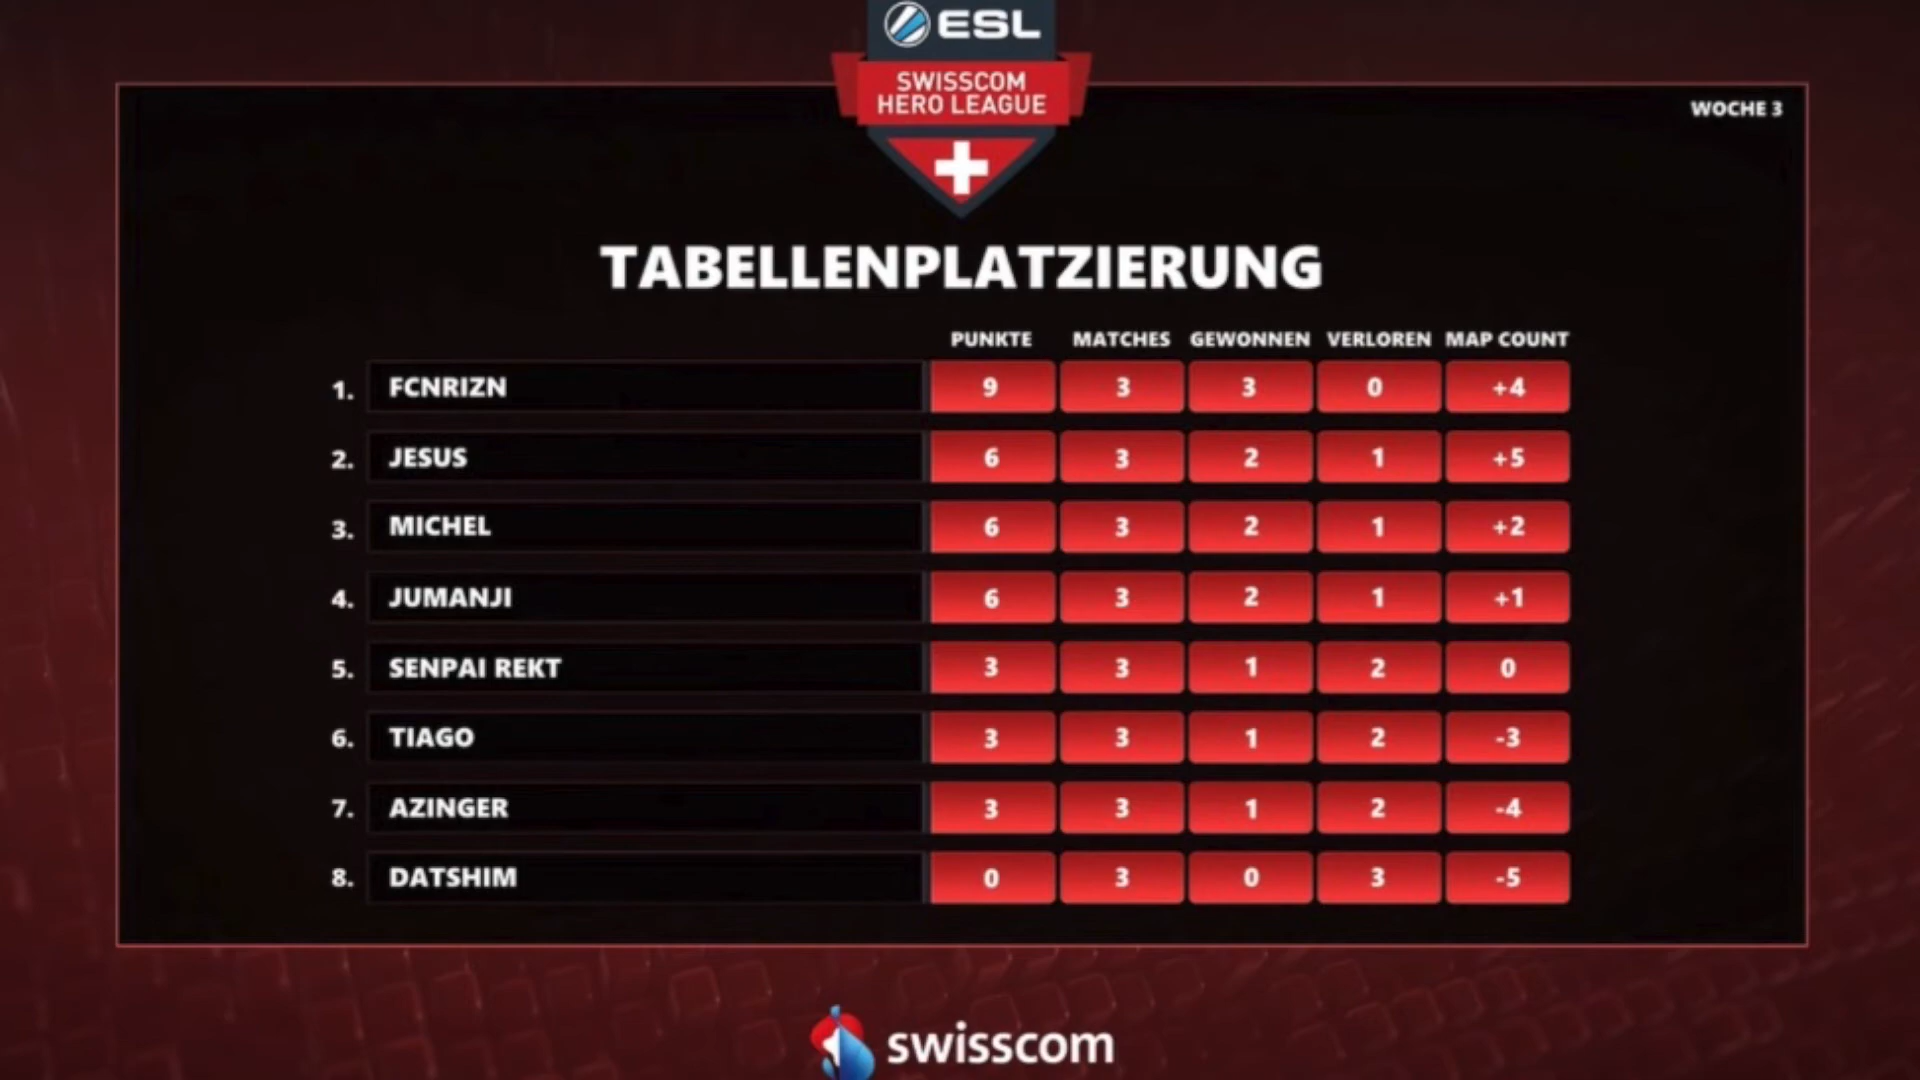 ESL
SWISSCOM
HERO LEAGUE
WOCHE 3
TABELLENPLATZIERUNG
PUNKTE MATCHES GEWONNEN VERLOREN MAP COUNT
1. FCNRIZN 9 3 3 0 +4
2. JESUS 6 3 2 1 +5
3. MICHEL 6 3 2 1 +2
4. JUMANJI 6 3 2 1 +1
5. SENPAI REKT 3 3 1 2 0
6. TIAGO 3 3 1 2 -3
7. AZINGER 3 3 1 2 -4
8. DATSHIM 0 3 0 3 -5
swisscom